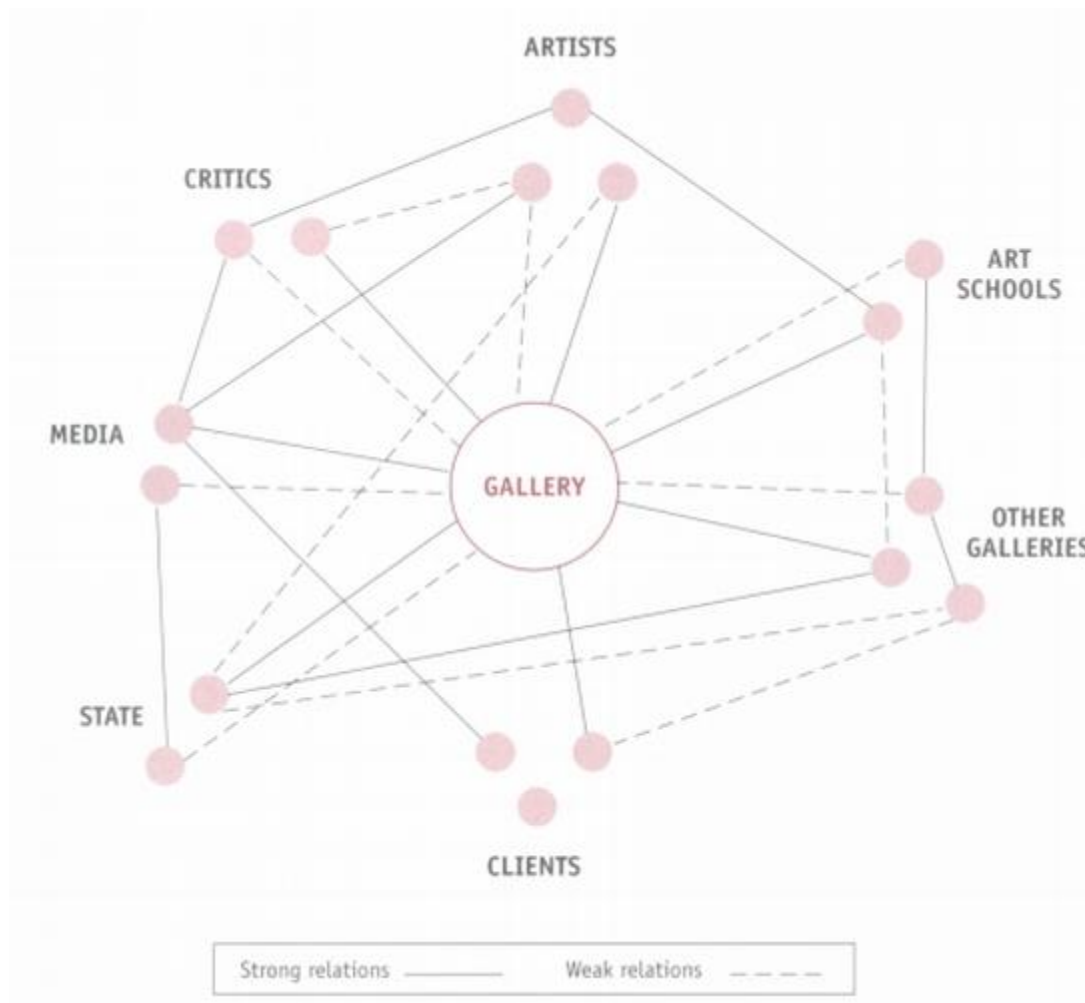 ARTISTS
CRITICS
ART
SCHOOLS
MEDIA
GALLERY
OTHER
GALLERIES
STATE
CLIENTS
Strong relations
Weak relations